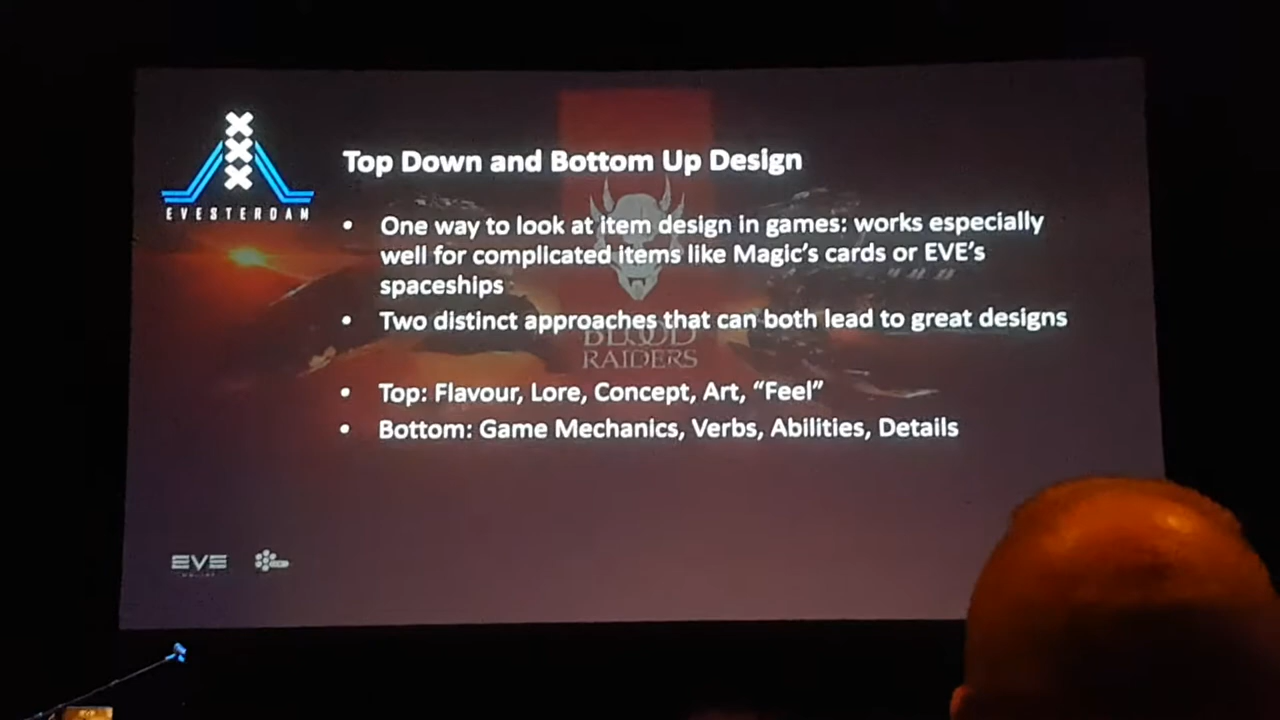 EVESTERDAM
Top Down and Bottom Up Design
• One way to look at item design in games: works especially
well for complicated items like Magic's cards or EVE's
spaceships
• Two distinct approaches that can both lead to great designs
BLOOD
RAIDERS
• Top: Flavour, Lore, Concept, Art, “Feel”
• Bottom: Game Mechanics, Verbs, Abilities, Details
EVE